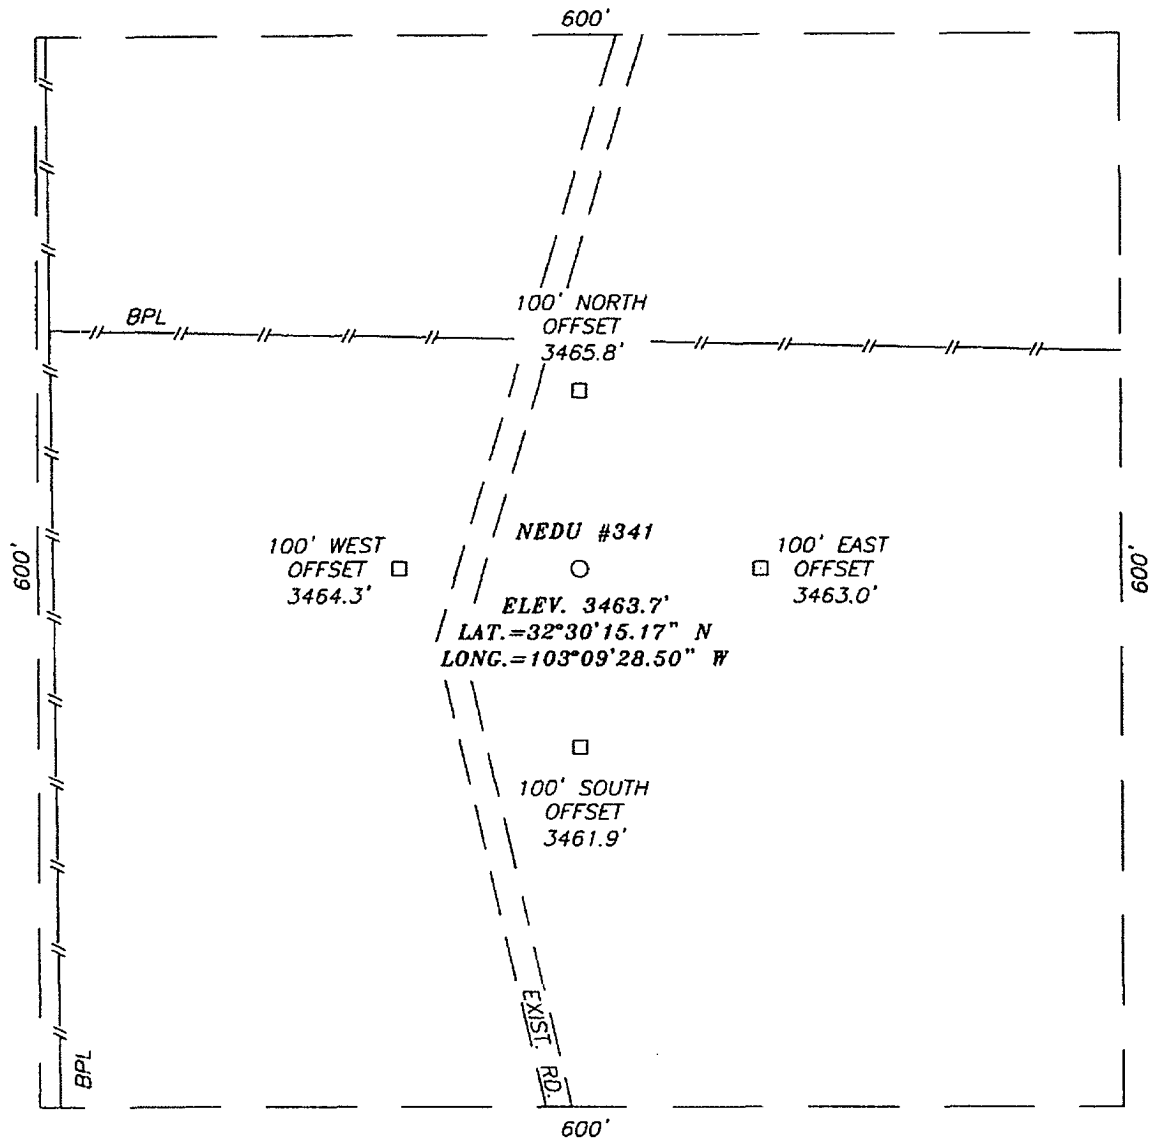 600'
BPL
100' NORTH
OFFSET
3465.8'
NEDU #341
100' WEST
OFFSET
3464.3'
100' EAST
OFFSET
3463.0'
600'
600'
ELEV. 3463.7'
LAT.=32°30'15.17" N
LONG.=103°09'28.50" W
100' SOUTH
OFFSET
3461.9'
EXIST. RD.
BPL
600'